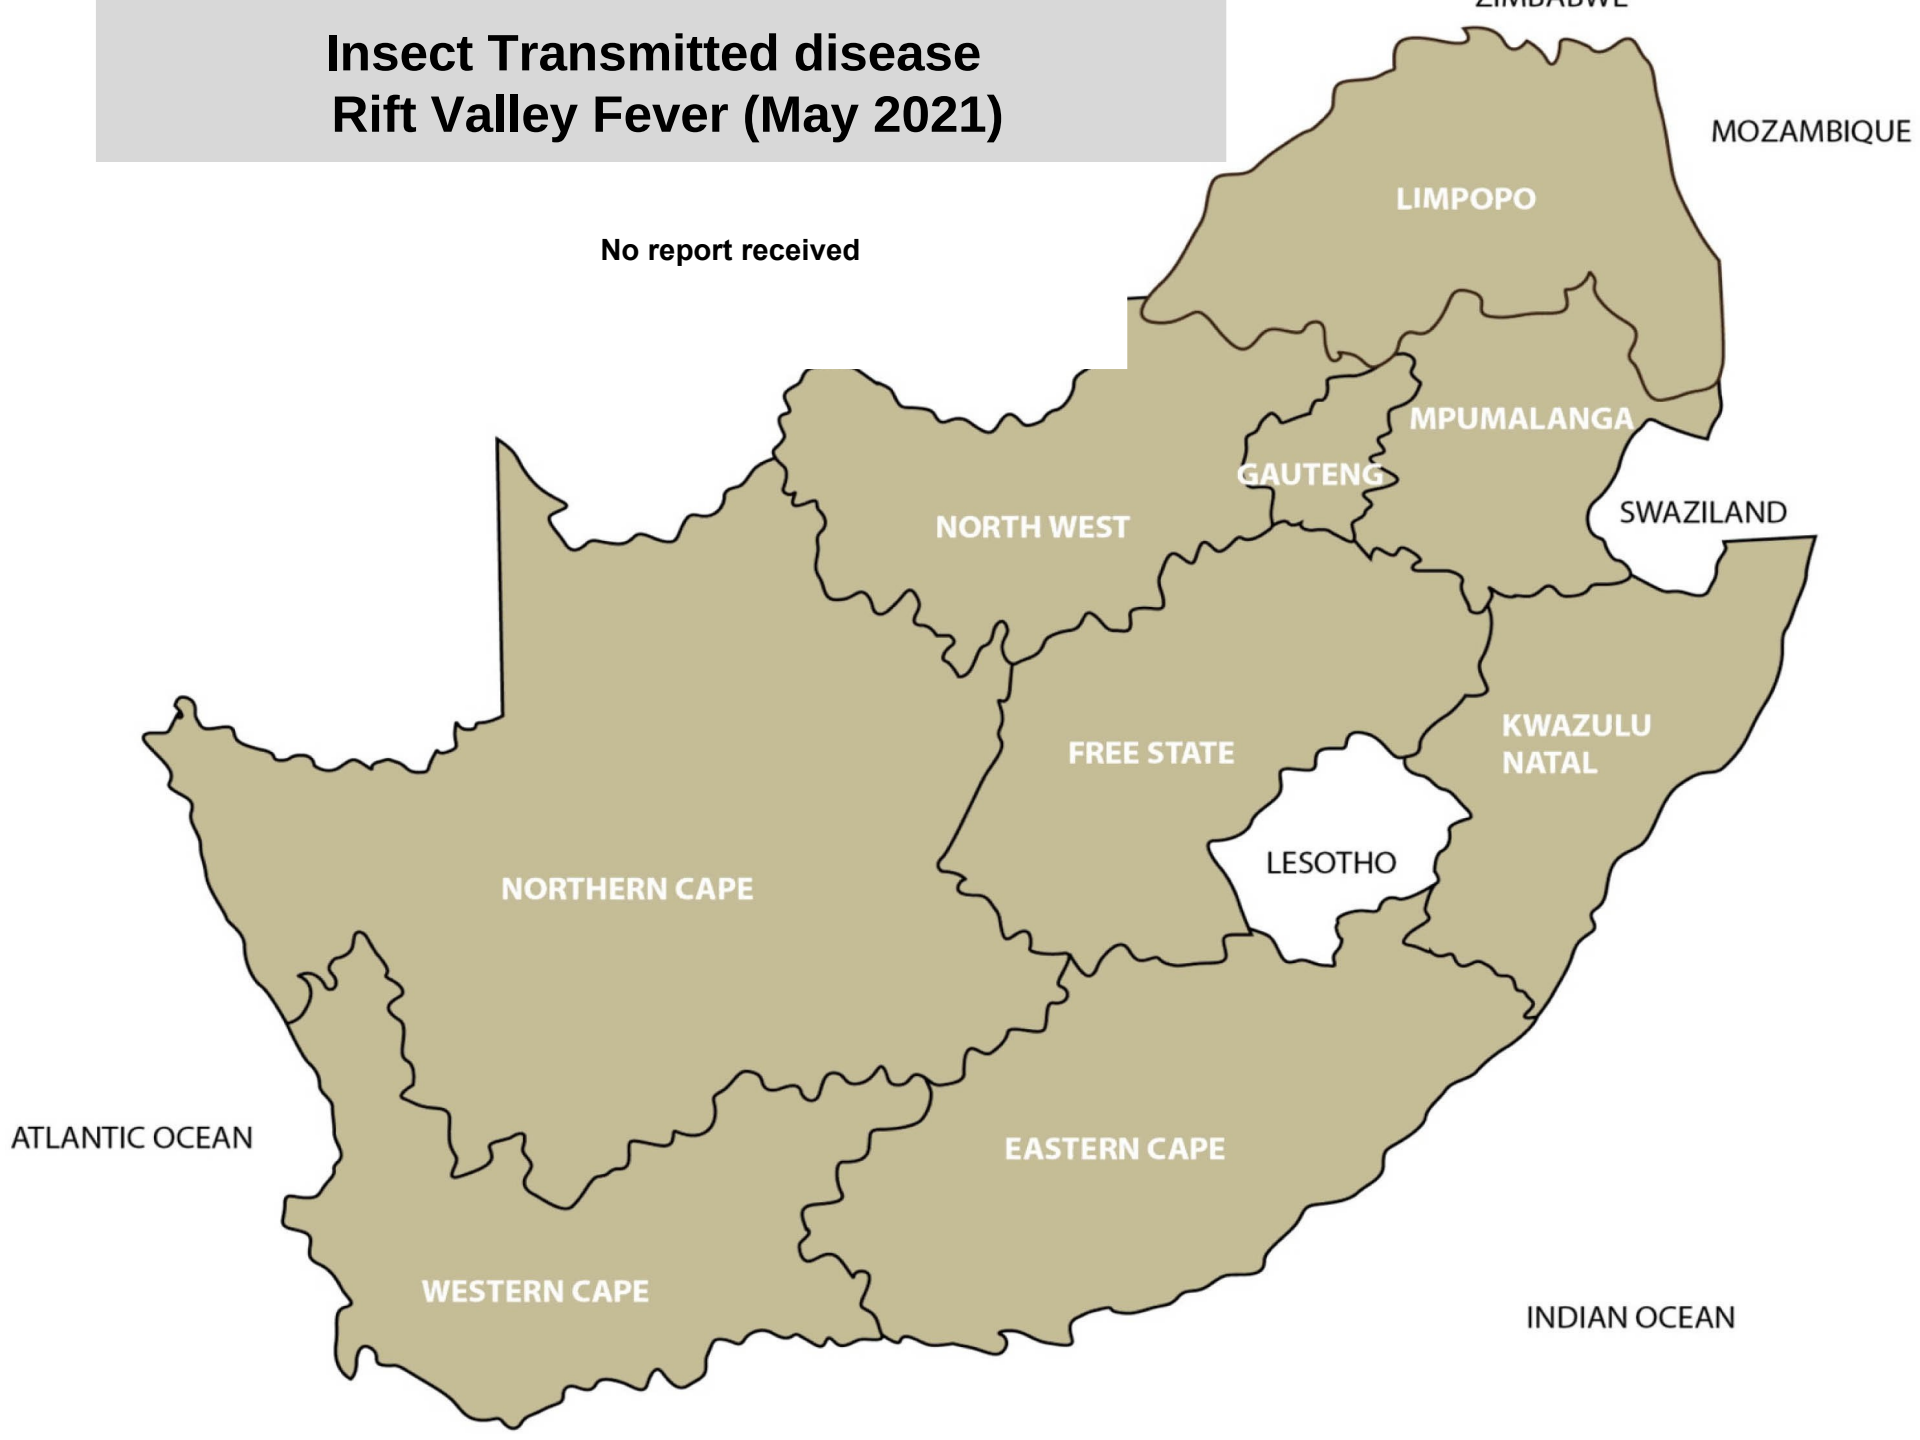 ZIMBABWE
Insect Transmitted disease
Rift Valley Fever (May 2021)
MOZAMBIQUE
LIMPOPO
No report received
MPUMALANGA
GAUTENG
SWAZILAND
NORTH WEST
KWAZULU
NATAL
FREE STATE
LESOTHO
NORTHERN CAPE
ATLANTIC OCEAN
EASTERN CAPE
WESTERN CAPE
INDIAN OCEAN